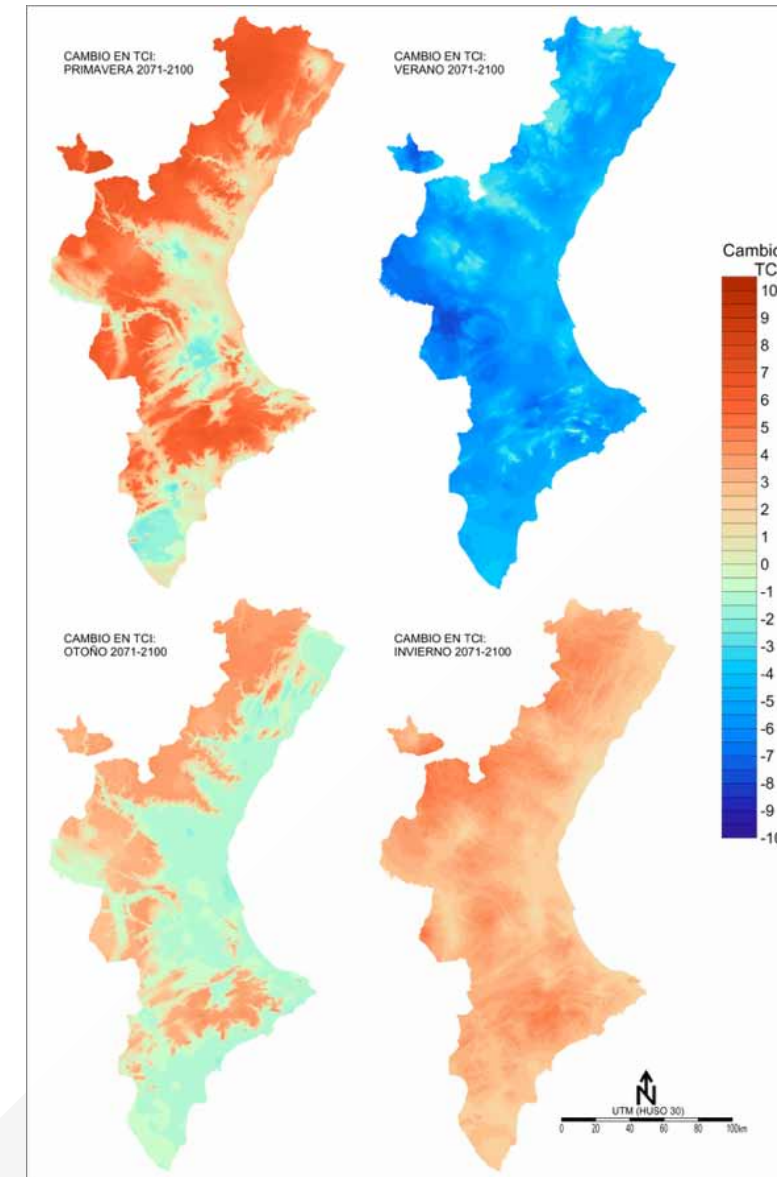 CAMBIO EN TCI:
PRIMAVERA 2071-2100
CAMBIO EN TCI:
VERANO 2071-2100
Cambio
TC
10
9
8
7
6
5
4
3
2
1
0
-1
-2
-3
-4
-5
-6
-7
-8
-9
-10
CAMBIO EN TCI:
OTOÑO 2071-2100
CAMBIO EN TCI:
INVIERNO 2071-2100
N
UTM (HUSO 30)
0 20 40 60 80 100km